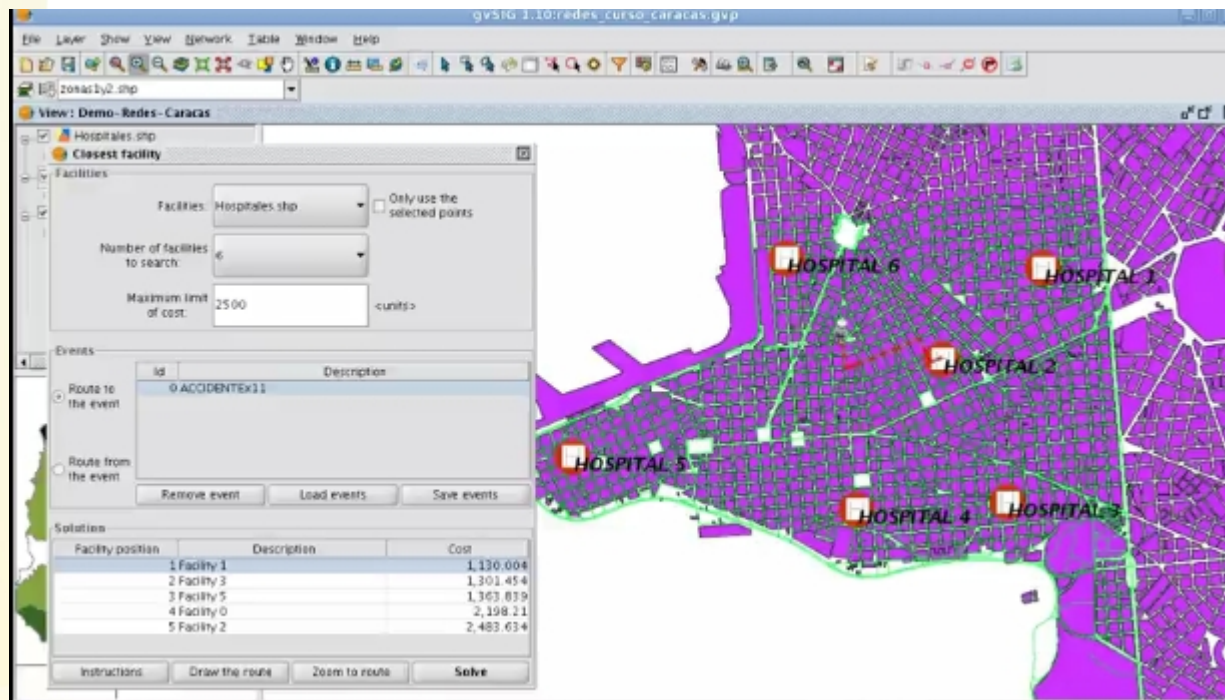 gvSIG 1.10:redes_curso_caracas.gvp
File Layer Show View Network Table Window Help
zonas1y2.shp
View : Demo-Redes-Caracas
Hospitales.shp
Closest facility
Facilities
Facilities: Hospitales.shp
Only use the
selected points
Number of facilities
to search: 6
Maximum limit
of cost: 2500 <units>
Events
Id Description
0 ACCIDENTEx11
Route to
the event
Route from
the event
Remove event Load events Save events
Solution
Facility position Description Cost
1 Facility 1 1,130.004
2 Facility 3 1,301.454
3 Facility 5 1,363.839
4 Facility 0 2,198.21
5 Facility 2 2,483.634
Instructions Draw the route Zoom to route Solve
HOSPITAL 6
HOSPITAL 1
HOSPITAL 2
HOSPITAL 5
HOSPITAL 4
HOSPITAL 3